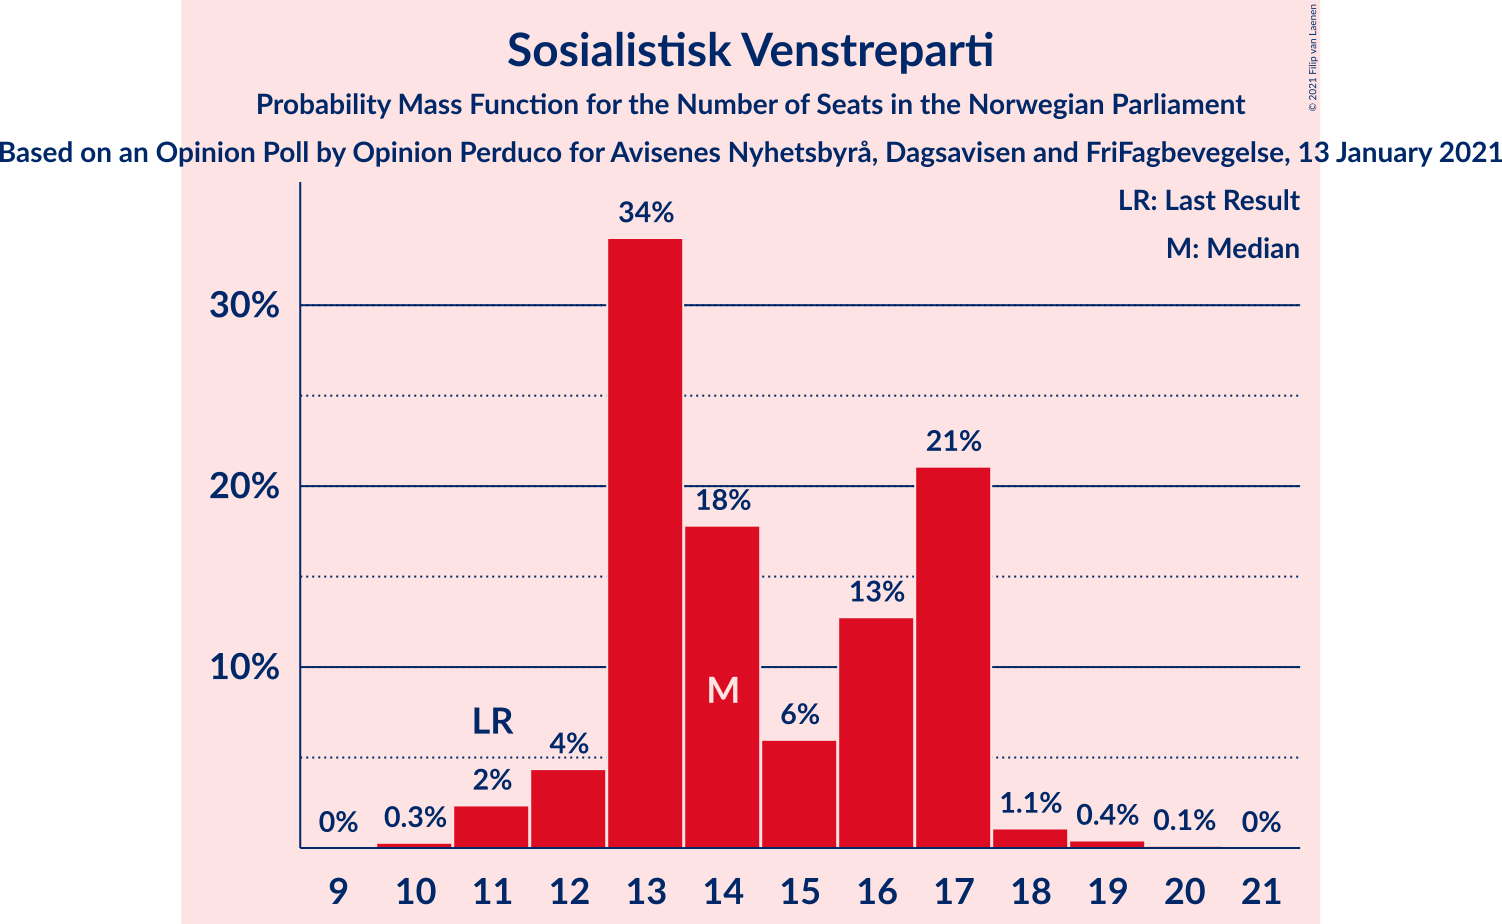 Sosialistisk Venstreparti
Probability Mass Function for the Number of Seats in the Norwegian Parliament
Based on an Opinion Poll by Opinion Perduco for Avisenes Nyhetsbyrå, Dagsavisen and FriFagbevegelse, 13 January 2021
© 2021 Filip van Laenen
LR: Last Result
M: Median
34%
30%
21%
20%
18%
13%
10%
M
LR
6%
4%
2%
0% 0.3% 1.1% 0.4% 0.1% 0%
9 10 11 12 13 14 15 16 17 18 19 20 21